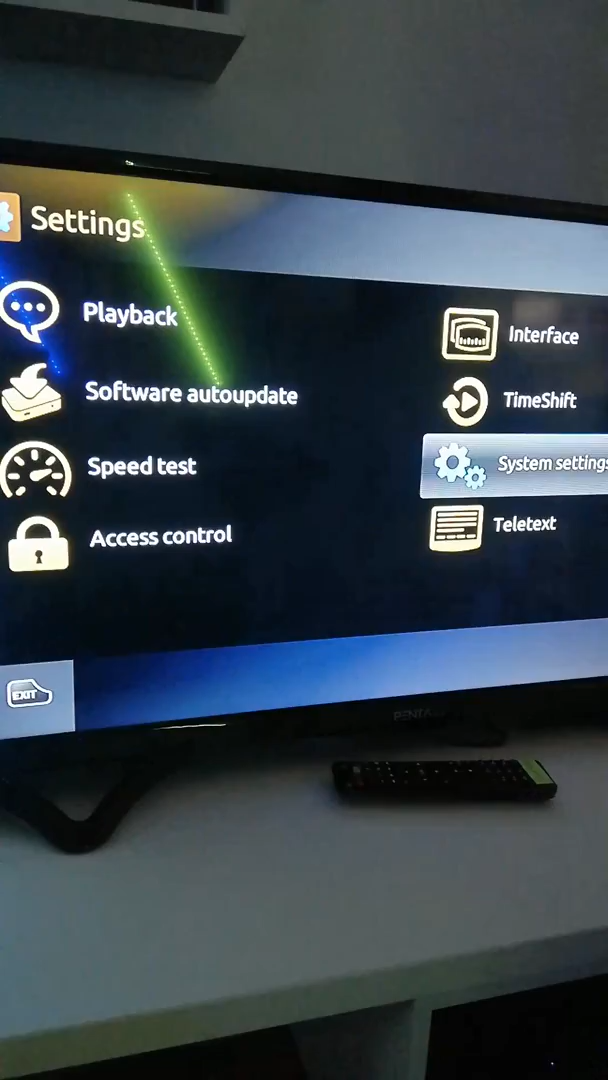 Settings
Playback
Interface
Software autoupdate
TimeShift
Speed test
System settings
Access control
Teletext
EXIT